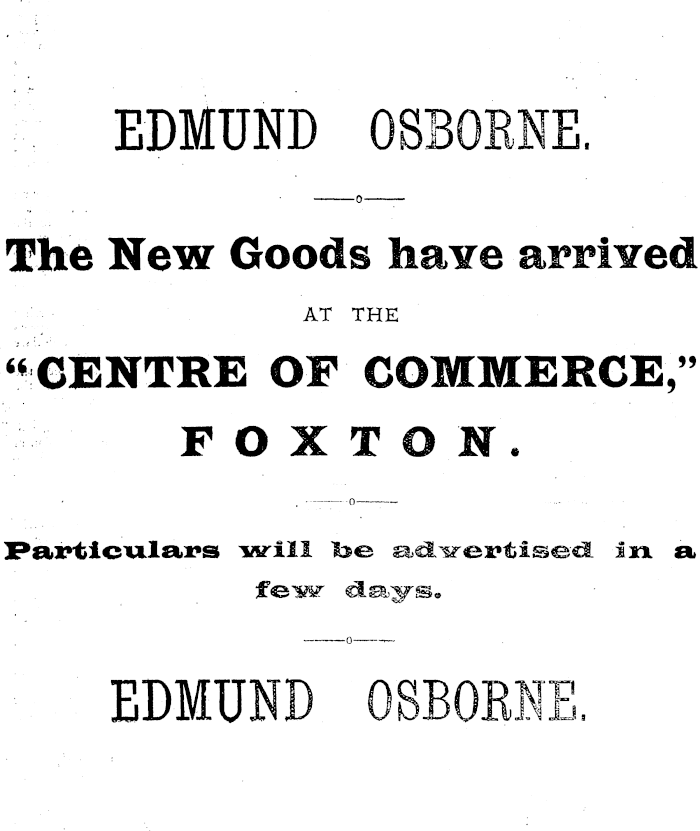 EDMUND OSBORNE.
The New Goods have arrived
AT THE
“CENTRE OF COMMERCE,”
FOXTON.
Particulars will be advertised in a
few days.
EDMUND OSBORNE.